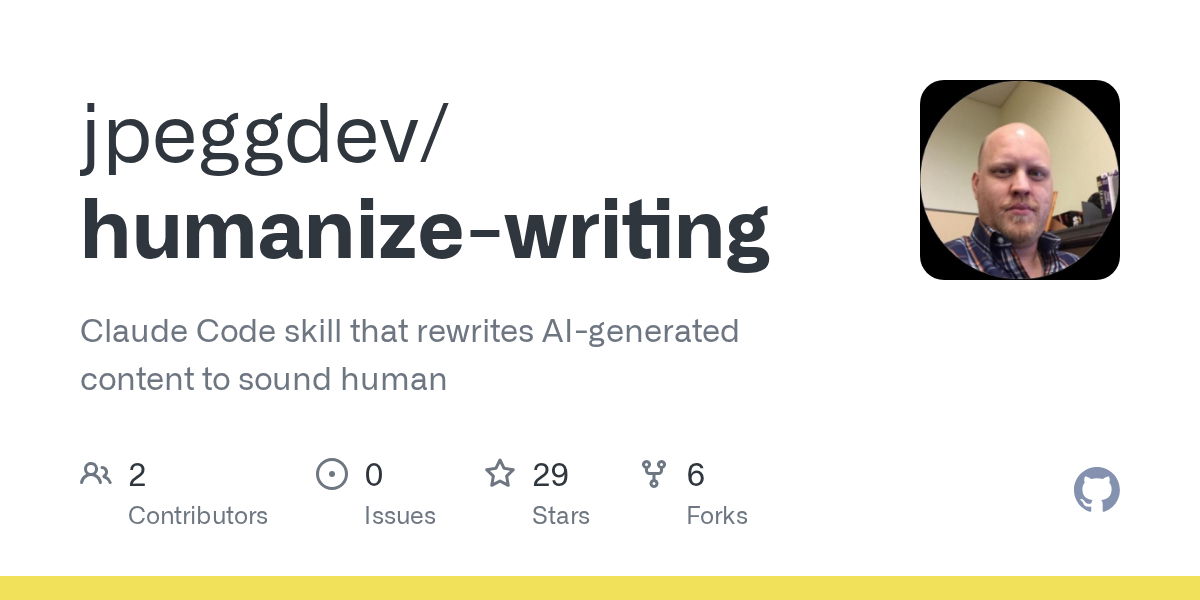 jpeggdev/
humanize-writing
Claude Code skill that rewrites AI-generated
content to sound human
2
Contributors
0
Issues
29
Stars
6
Forks